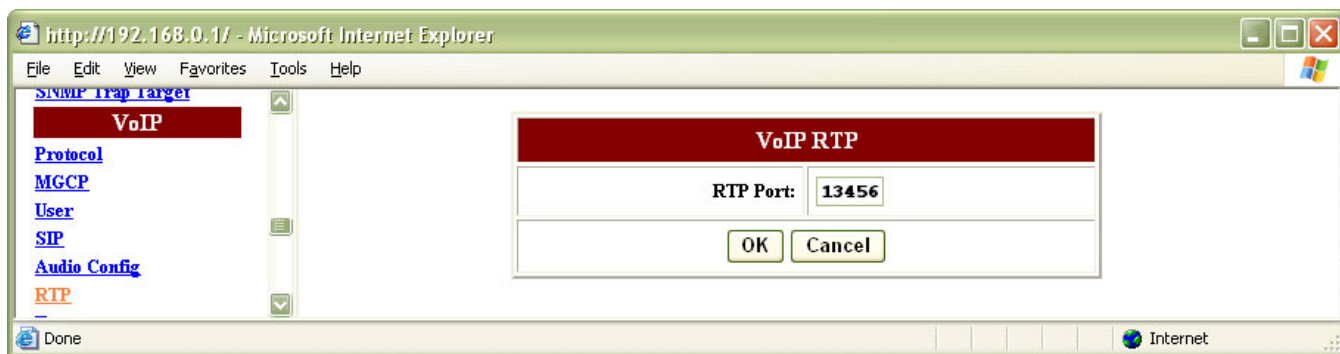 http://192.168.0.1/ - Microsoft Internet Explorer
File Edit View Favorites Tools Help
SNMP Trap Target
VoIP
Protocol
MGCP
User
SIP
Audio Config
RTP
VoIP RTP
RTP Port: 13456
OK Cancel
Done
Internet